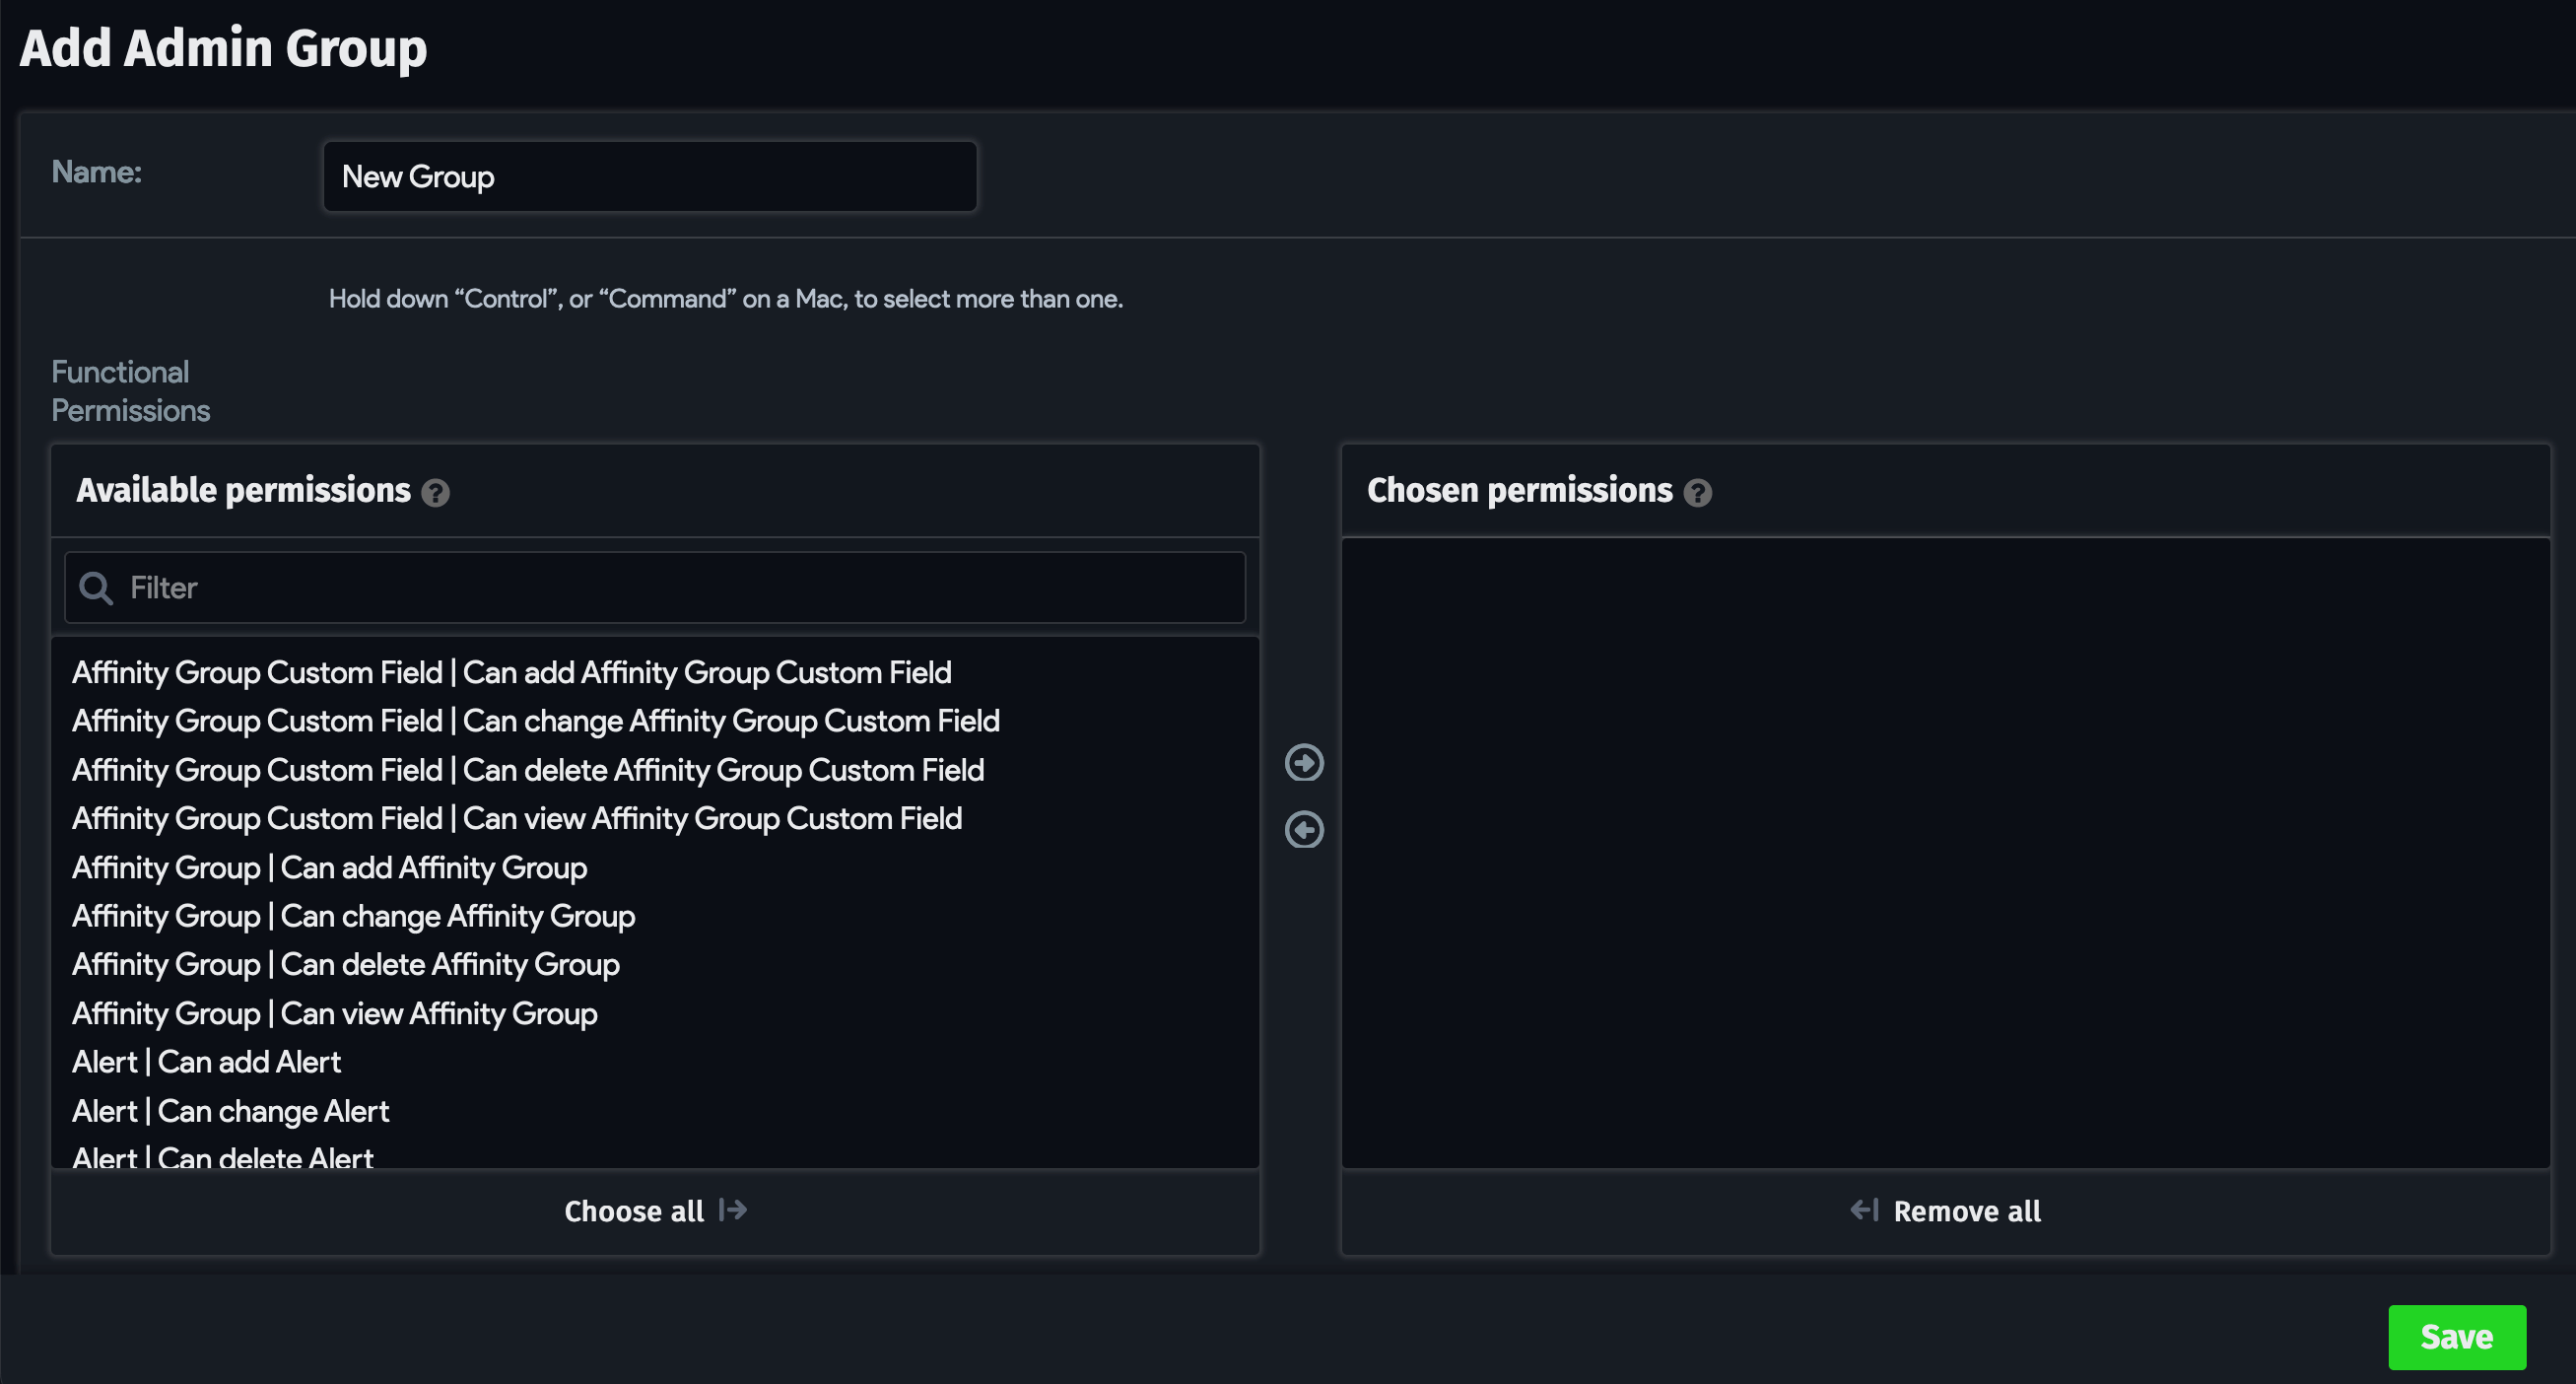 Add Admin Group
Name:
New Group
Hold down “Control”, or “Command” on a Mac, to select more than one.
Functional
Permissions
Available permissions ?
Filter
Affinity Group Custom Field | Can add Affinity Group Custom Field
Affinity Group Custom Field | Can change Affinity Group Custom Field
Affinity Group Custom Field | Can delete Affinity Group Custom Field
Affinity Group Custom Field | Can view Affinity Group Custom Field
Affinity Group | Can add Affinity Group
Affinity Group | Can change Affinity Group
Affinity Group | Can delete Affinity Group
Affinity Group | Can view Affinity Group
Alert | Can add Alert
Alert | Can change Alert
Alert | Can delete Alert
Choose all
Chosen permissions ?
Remove all
Save